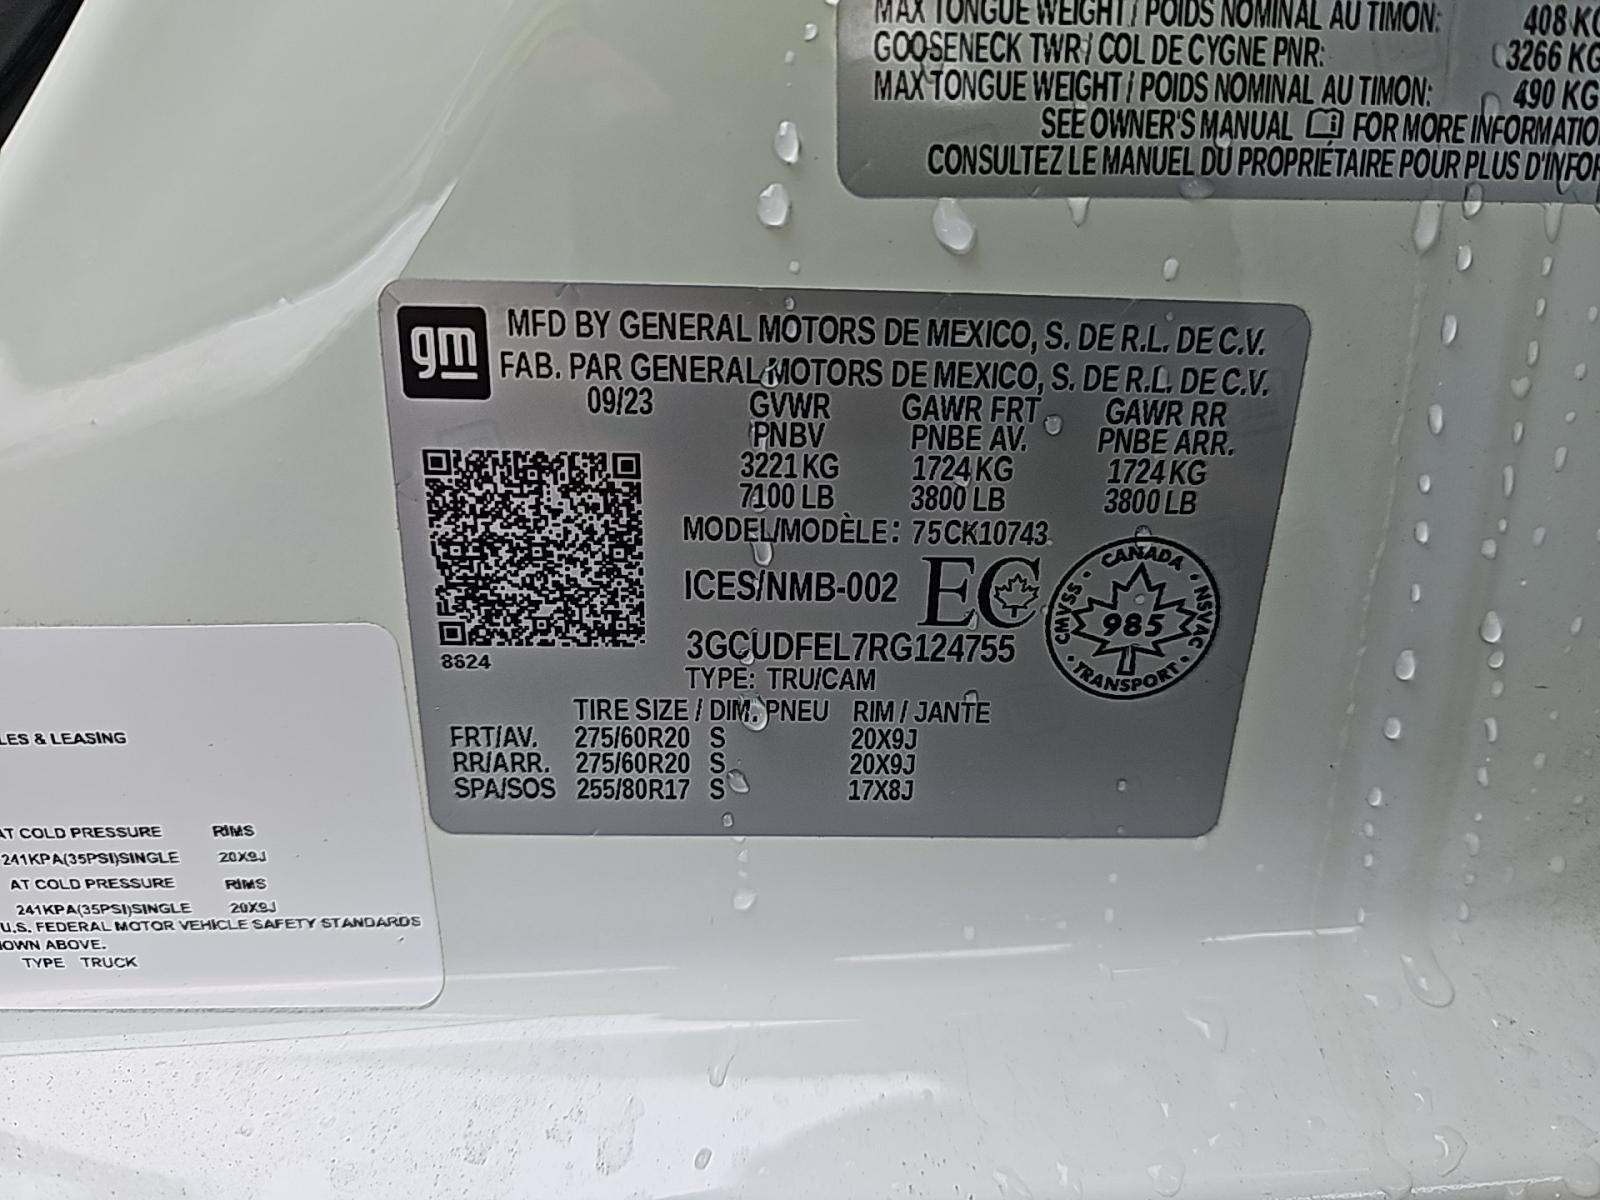 MAX TONGUE WEIGHT / POIDS NOMINAL AU TIMON: 408 KG
GOOSENECK TWR / COL DE CYGNE PNR: 3266 KG
MAX TONGUE WEIGHT / POIDS NOMINAL AU TIMON: 490 KG
SEE OWNER'S MANUAL FOR MORE INFORMATIO
CONSULTEZ LE MANUEL DU PROPRIÉTAIRE POUR PLUS D'INFOR
gm
MFD BY GENERAL MOTORS DE MEXICO, S. DE R.L. DE C.V.
FAB. PAR GENERAL MOTORS DE MEXICO, S. DE R.L. DE C.V.
09/23 GVWR GAWR FRT GAWR RR
PNBV PNBE AV. PNBE ARR.
3221 KG 1724 KG 1724 KG
7100 LB 3800 LB 3800 LB
MODEL/MODÈLE: 75CK10743
ICES/NMB-002 EC
CANADA
CMVSS · NSVAC
985
TRANSPORT
3GCUDFEL7RG124755
8624
TYPE: TRU/CAM
TIRE SIZE / DIM. PNEU RIM / JANTE
FRT/AV. 275/60R20 S 20X9J
RR/ARR. 275/60R20 S 20X9J
SPA/SOS 255/80R17 S 17X8J
LES & LEASING
AT COLD PRESSURE RIMS
241KPA(35PSI)SINGLE 20X9J
AT COLD PRESSURE RIMS
241KPA(35PSI)SINGLE 20X9J
U.S. FEDERAL MOTOR VEHICLE SAFETY STANDARDS
OWN ABOVE.
TYPE TRUCK